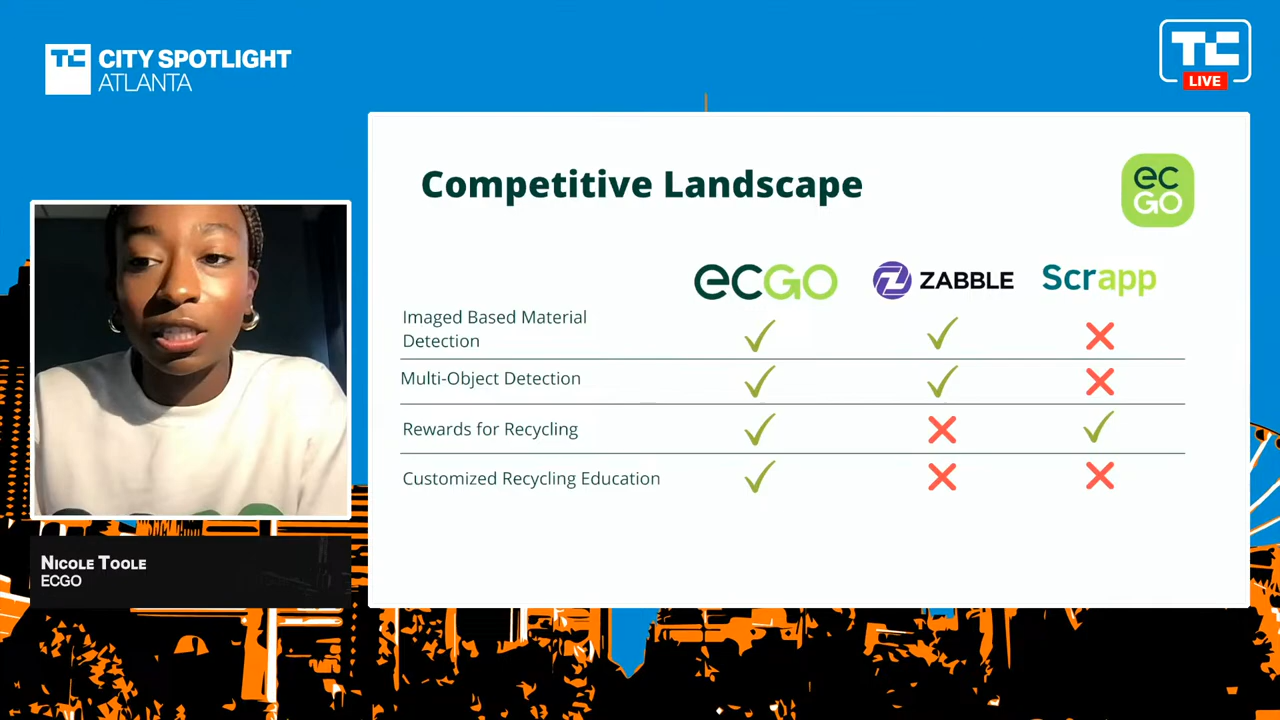 TC CITY SPOTLIGHT
ATLANTA
TC
LIVE
Competitive Landscape
ec
GO
ecGO ZABBLE Scrapp
Imaged Based Material
Detection
Multi-Object Detection
Rewards for Recycling
Customized Recycling Education
Nicole Toole
ECGO